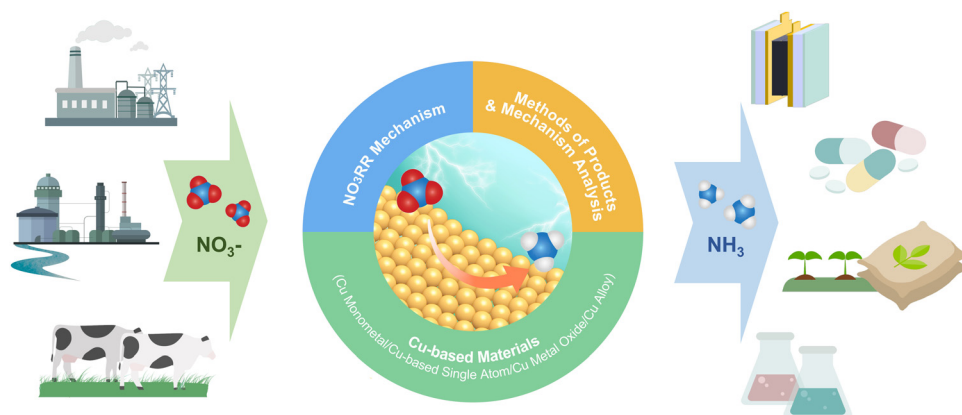 NO₃-
NO₃RR Mechanism
Methods of Products
& Mechanism Analysis
Cu-based Materials
(Cu Monometal/Cu-based Single Atom/Cu Metal Oxide/Cu Alloy)
NH₃